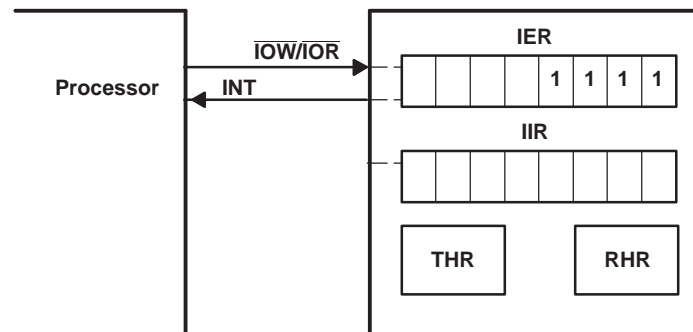 IOW/IOR
IER
Processor
INT
1 1 1 1
IIR
THR
RHR